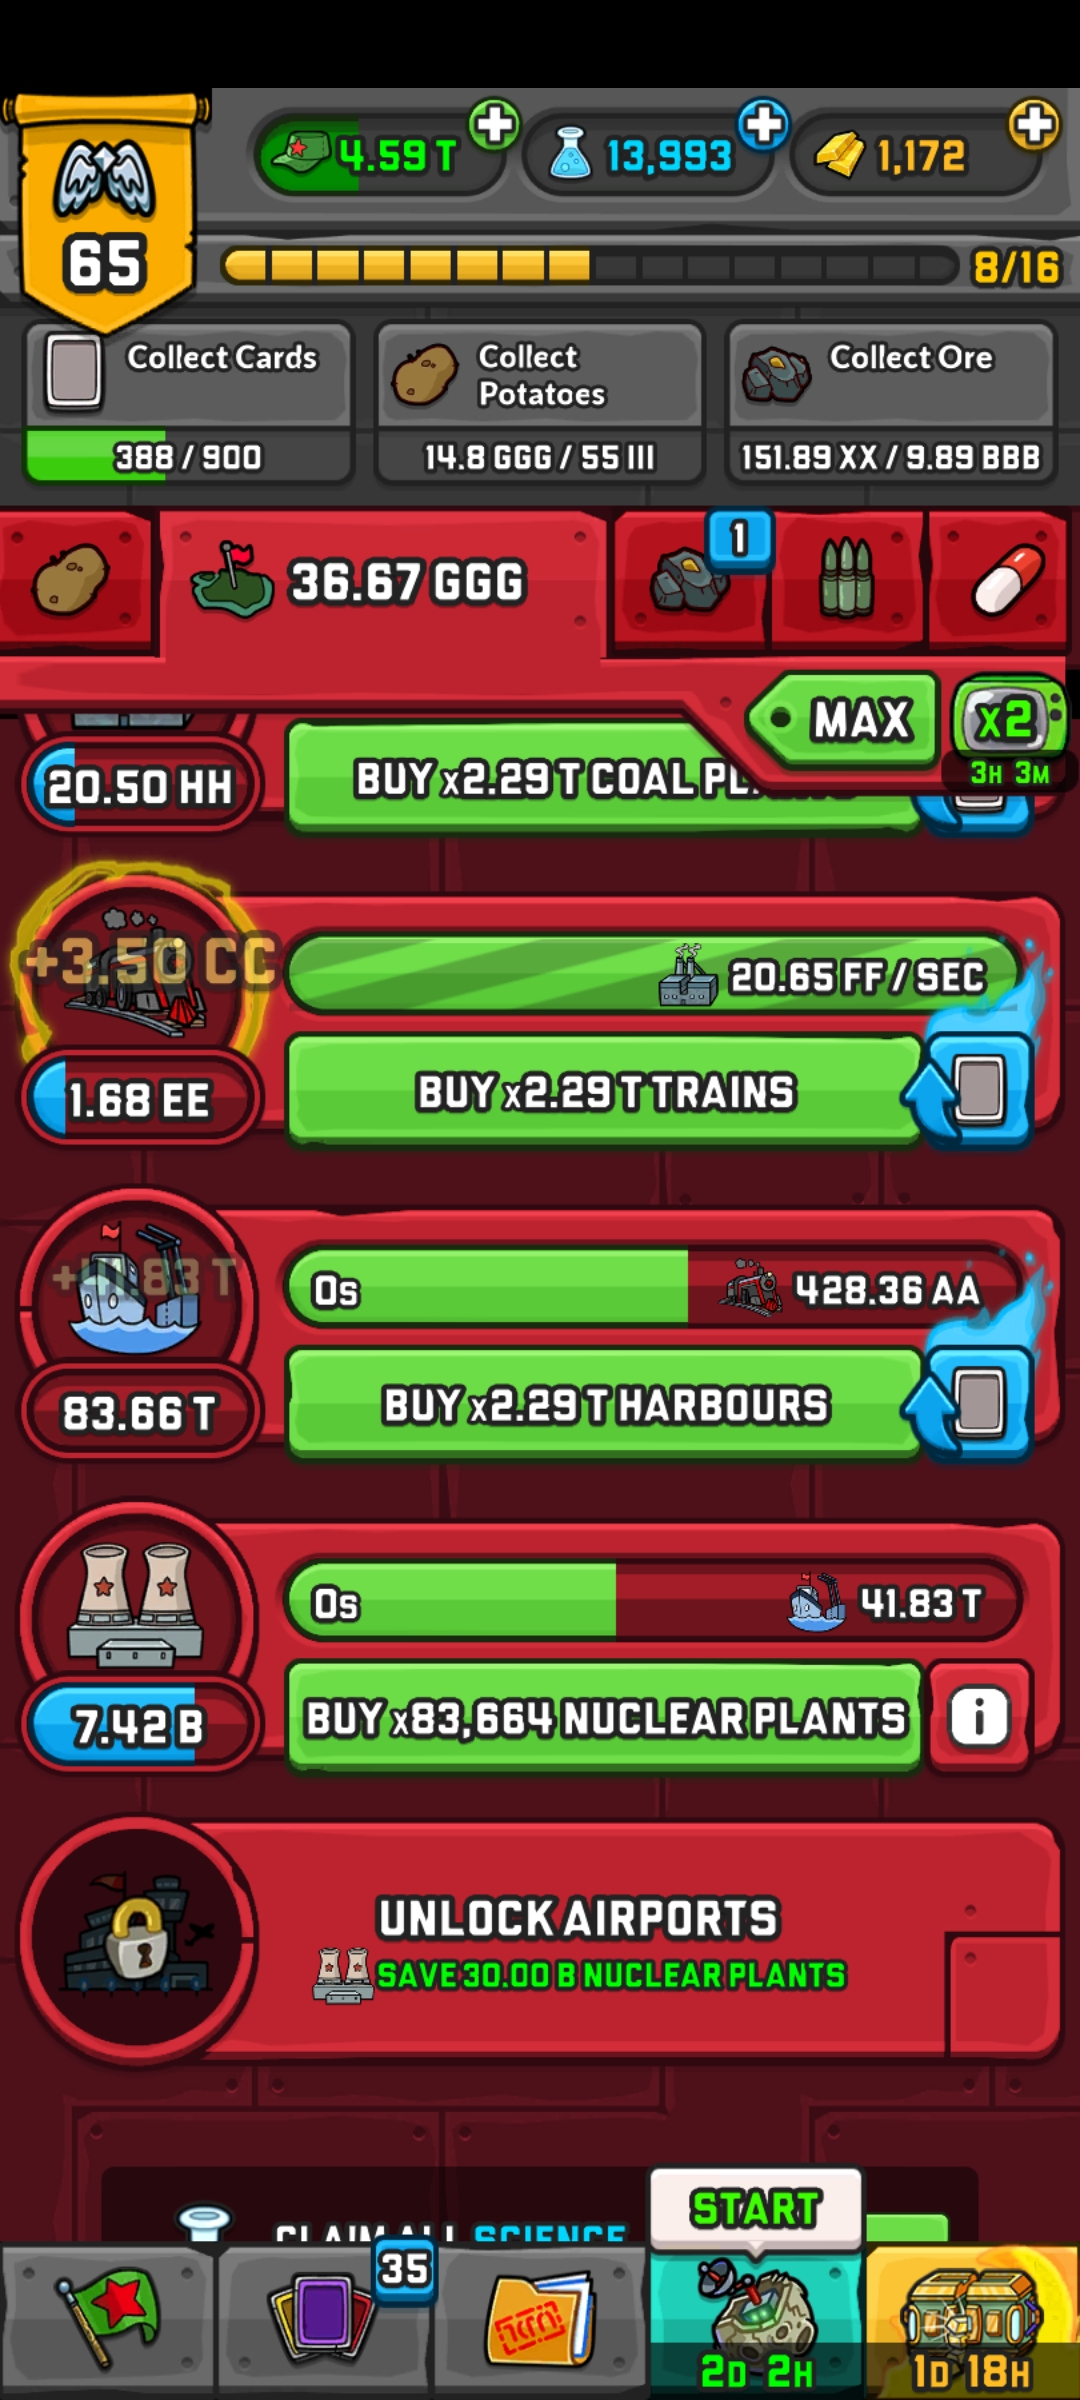 65
4.59 T
13,993
1,172
8/16
Collect Cards
388 / 900
Collect
Potatoes
14.8 GGG / 55 III
Collect Ore
151.89 XX / 9.89 BBB
36.67 GGG
1
MAX
x2
3H 3M
20.50 HH
BUY x2.29 T COAL
+3.50 CC
20.65 FF / SEC
1.68 EE
BUY x2.29 T TRAINS
0s
428.36 AA
83.66 T
BUY x2.29 T HARBOURS
0s
41.83 T
7.42 B
BUY x83,664 NUCLEAR PLANTS
i
UNLOCK AIRPORTS
SAVE 30.00 B NUCLEAR PLANTS
CLAIM ALL SCIENCE
START
35
2D 2H
1D 18H